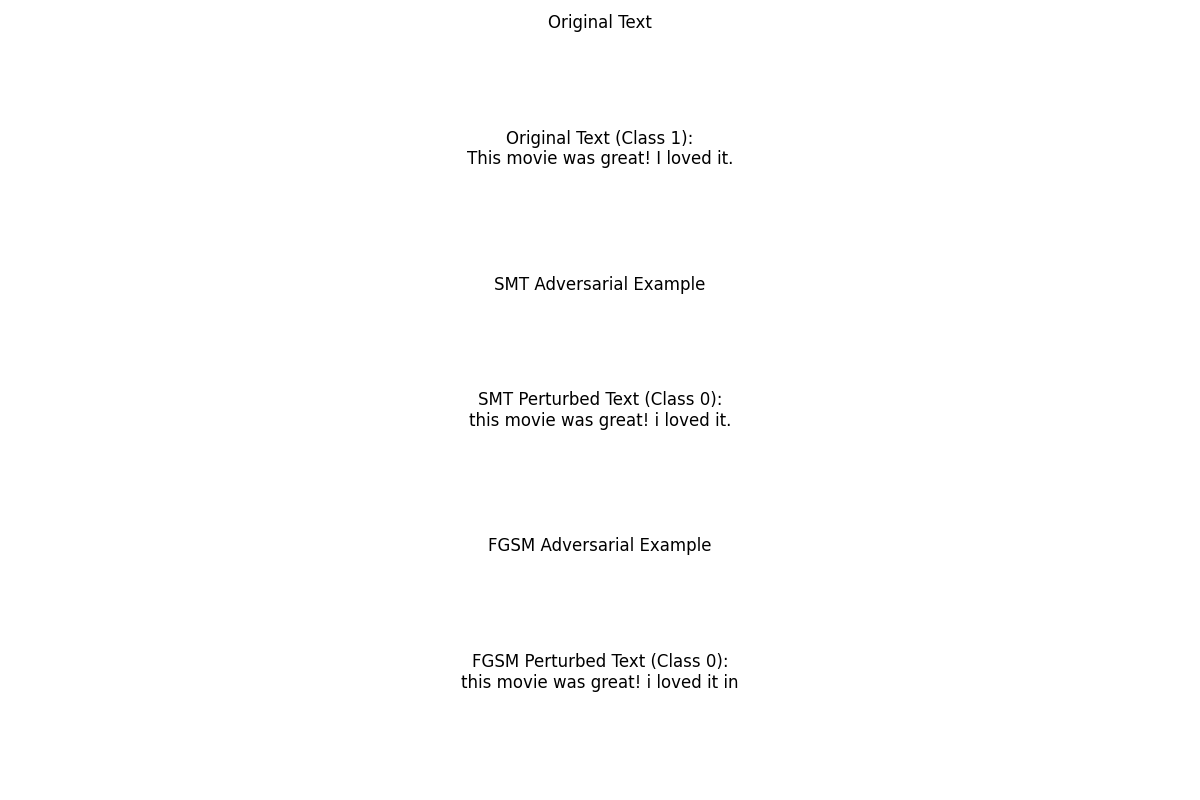 Original Text
Original Text (Class 1):
This movie was great! I loved it.
SMT Adversarial Example
SMT Perturbed Text (Class 0):
this movie was great! i loved it.
FGSM Adversarial Example
FGSM Perturbed Text (Class 0):
this movie was great! i loved it in